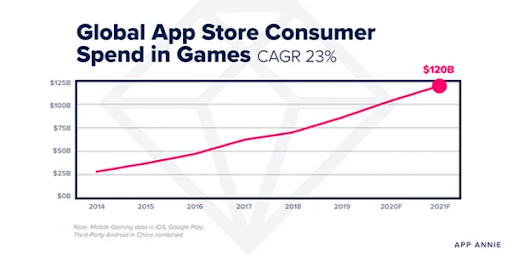 Global App Store Consumer
Spend in Games CAGR 23%
$120B
$125B
$100B
$75B
$50B
$25B
$0B
2014 2015 2016 2017 2018 2019 2020F 2021F
Note: Mobile Gaming data is iOS, Google Play,
Third-Party-Android in China combined
APP ANNIE